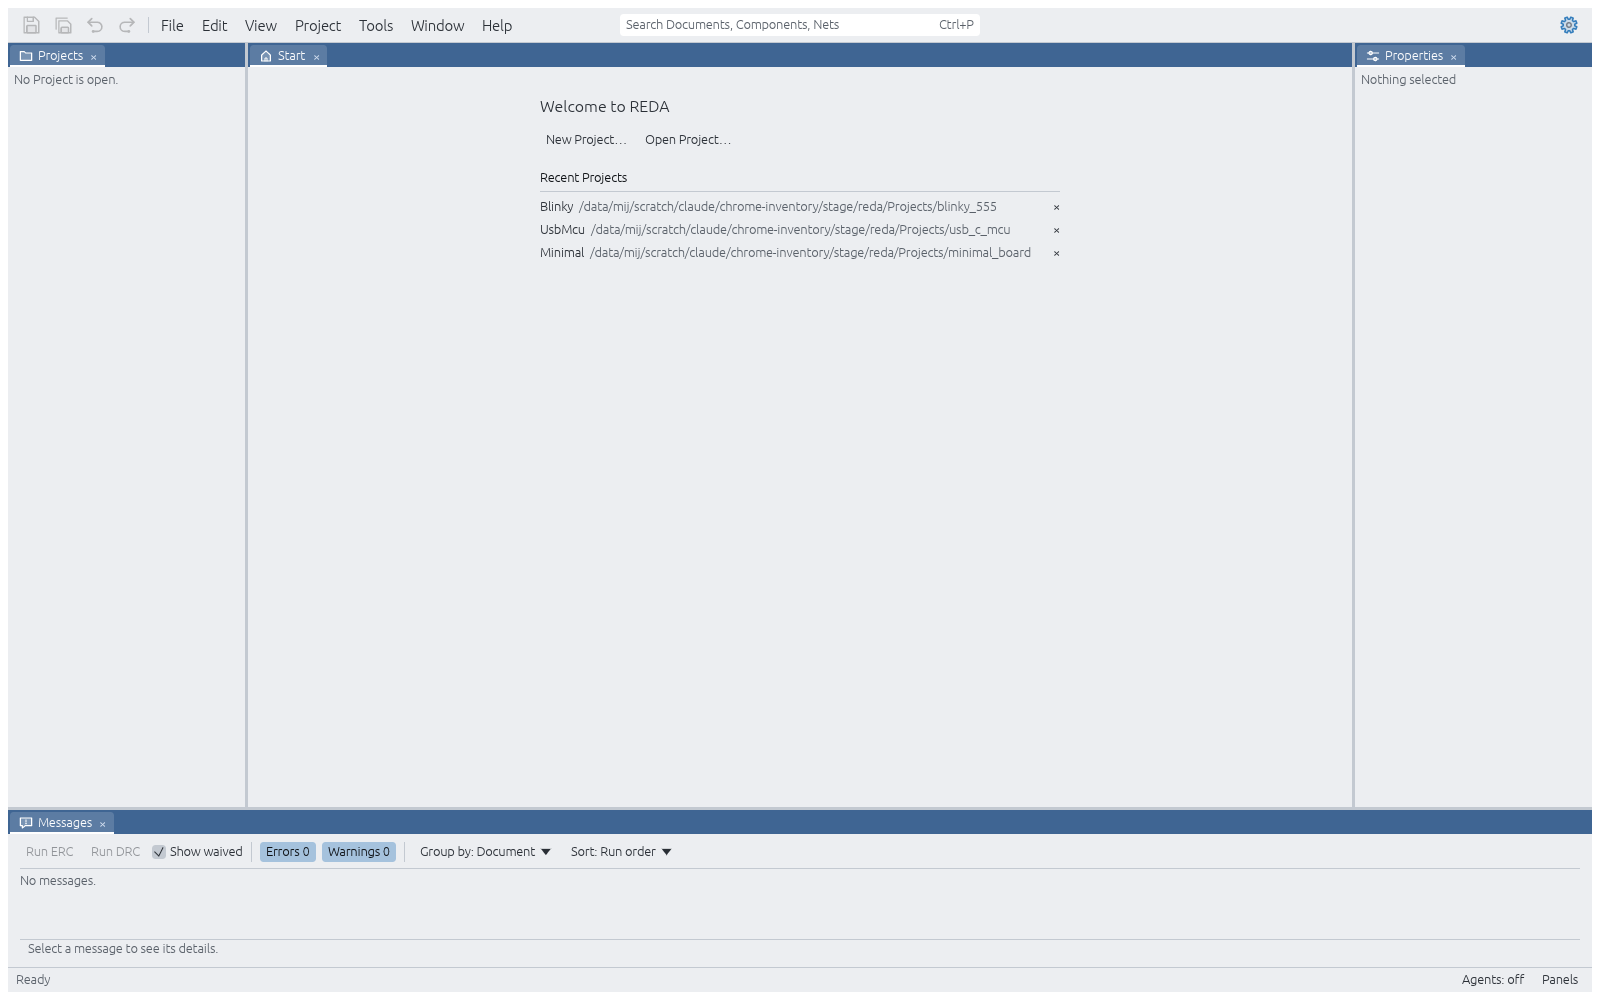 File Edit View Project Tools Window Help Search Documents, Components, Nets Ctrl+P
Projects × Start × Properties ×
No Project is open.
Nothing selected
Welcome to REDA
New Project… Open Project…
Recent Projects
Blinky /data/mij/scratch/claude/chrome-inventory/stage/reda/Projects/blinky_555 ×
UsbMcu /data/mij/scratch/claude/chrome-inventory/stage/reda/Projects/usb_c_mcu ×
Minimal /data/mij/scratch/claude/chrome-inventory/stage/reda/Projects/minimal_board ×
Messages ×
Run ERC Run DRC Show waived Errors 0 Warnings 0 Group by: Document Sort: Run order
No messages.
Select a message to see its details.
Ready Agents: off Panels